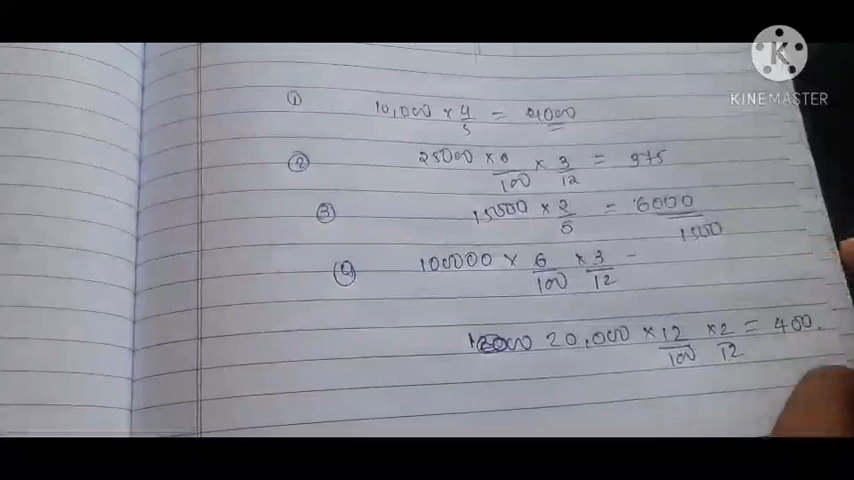 KINEMASTER
① 10,000 × 4/5 = 4000
② 25000 × 6/100 × 3/12 = 375
③ 15000 × 2/5 = 6000
1500
④ 100000 × 6/100 × 3/12 =
20,000 × 12/100 × 2/12 = 400.